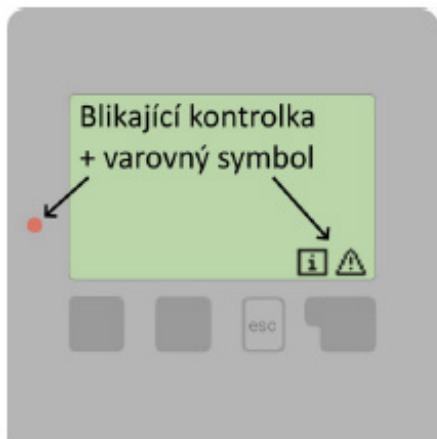 Blikající kontrolka
+ varovný symbol
i
esc